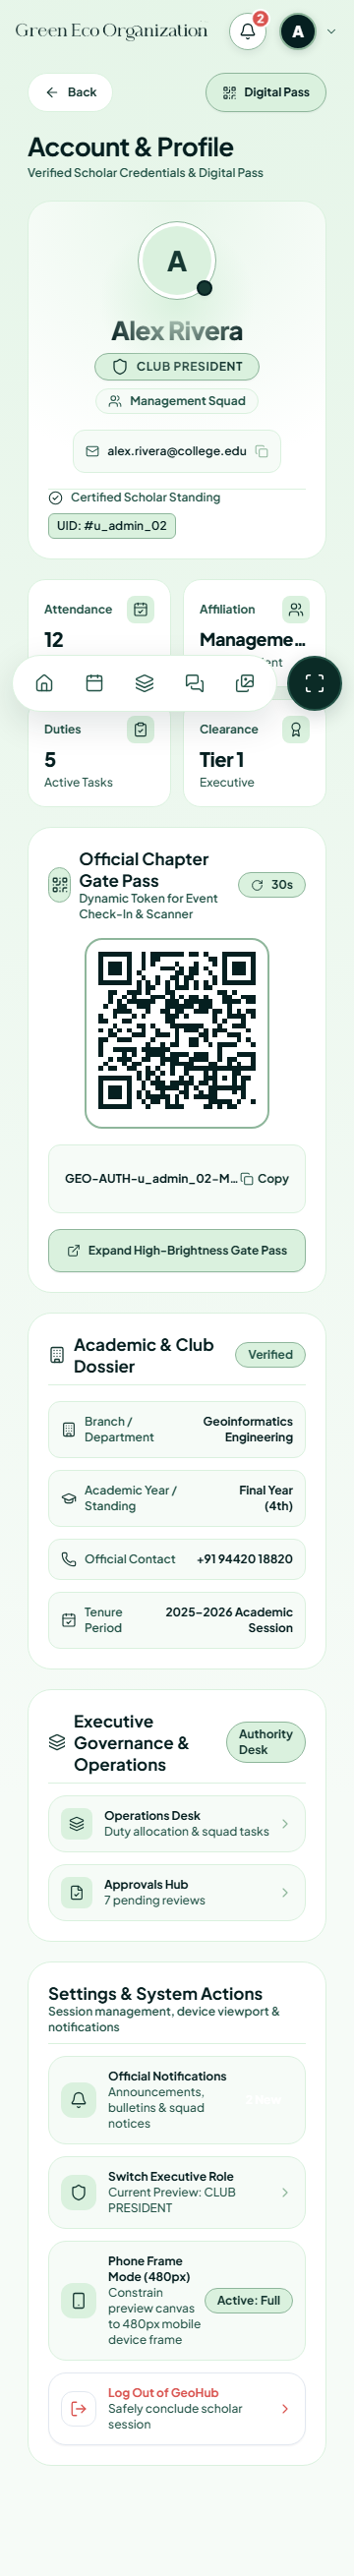 Green Eco Organization
2
A
Back
Digital Pass
Account & Profile
Verified Scholar Credentials & Digital Pass
A
Alex Rivera
CLUB PRESIDENT
Management Squad
alex.rivera@college.edu
Certified Scholar Standing
UID: #u_admin_02
Attendance
12
Affiliation
Manageme...
Duties
5
Active Tasks
Clearance
Tier 1
Executive
Official Chapter
Gate Pass
Dynamic Token for Event
Check-In & Scanner
30s
GEO-AUTH-u_admin_02-M...
Copy
Expand High-Brightness Gate Pass
Academic & Club
Dossier
Verified
Branch /
Department
Geoinformatics
Engineering
Academic Year /
Standing
Final Year
(4th)
Official Contact
+91 94420 18820
Tenure
Period
2025–2026 Academic
Session
Executive
Governance &
Operations
Authority
Desk
Operations Desk
Duty allocation & squad tasks
Approvals Hub
7 pending reviews
Settings & System Actions
Session management, device viewport &
notifications
Official Notifications
Announcements,
bulletins & squad
notices
2 New
Switch Executive Role
Current Preview: CLUB
PRESIDENT
Phone Frame
Mode (480px)
Constrain
preview canvas
to 480px mobile
device frame
Active: Full
Log Out of GeoHub
Safely conclude scholar
session